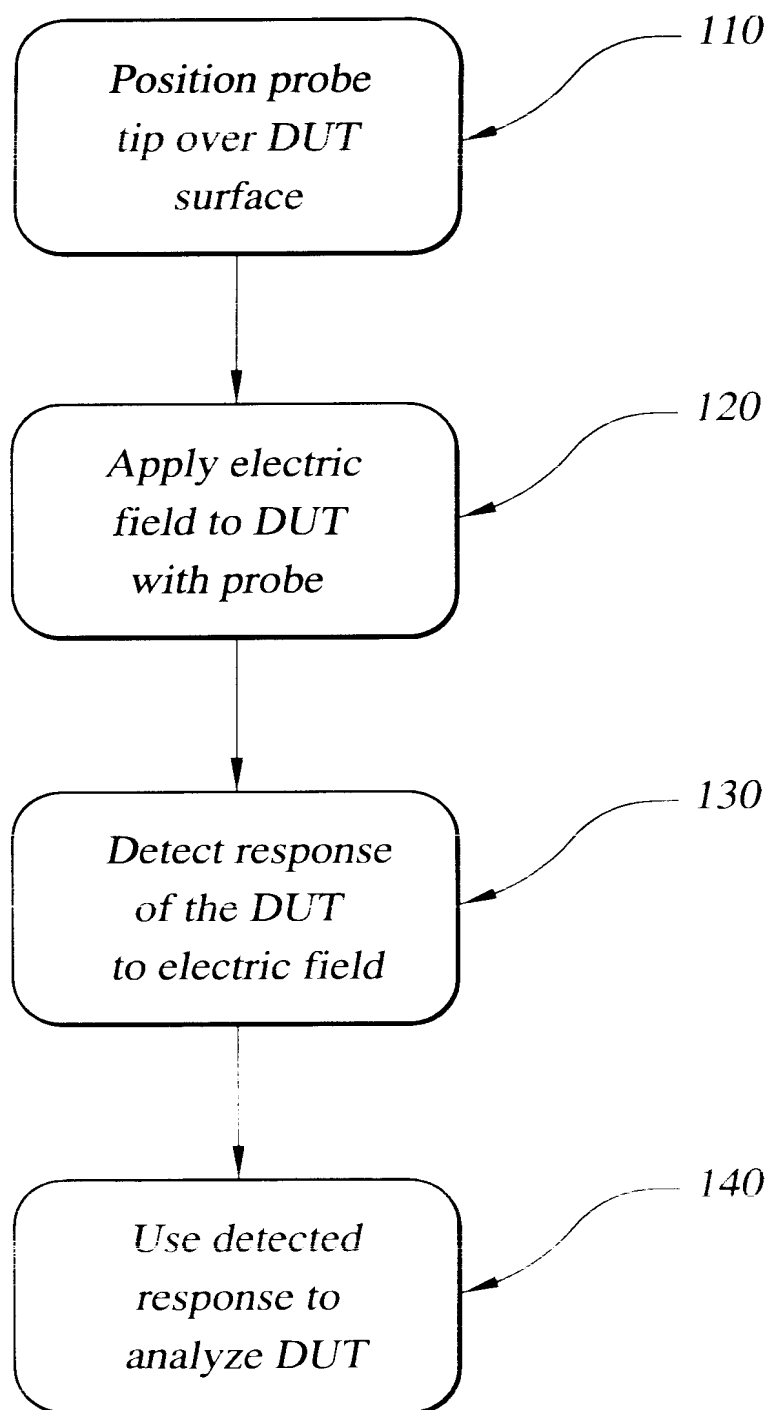 110
Position probe
tip over DUT
surface
120
Apply electric
field to DUT
with probe
130
Detect response
of the DUT
to electric field
140
Use detected
response to
analyze DUT